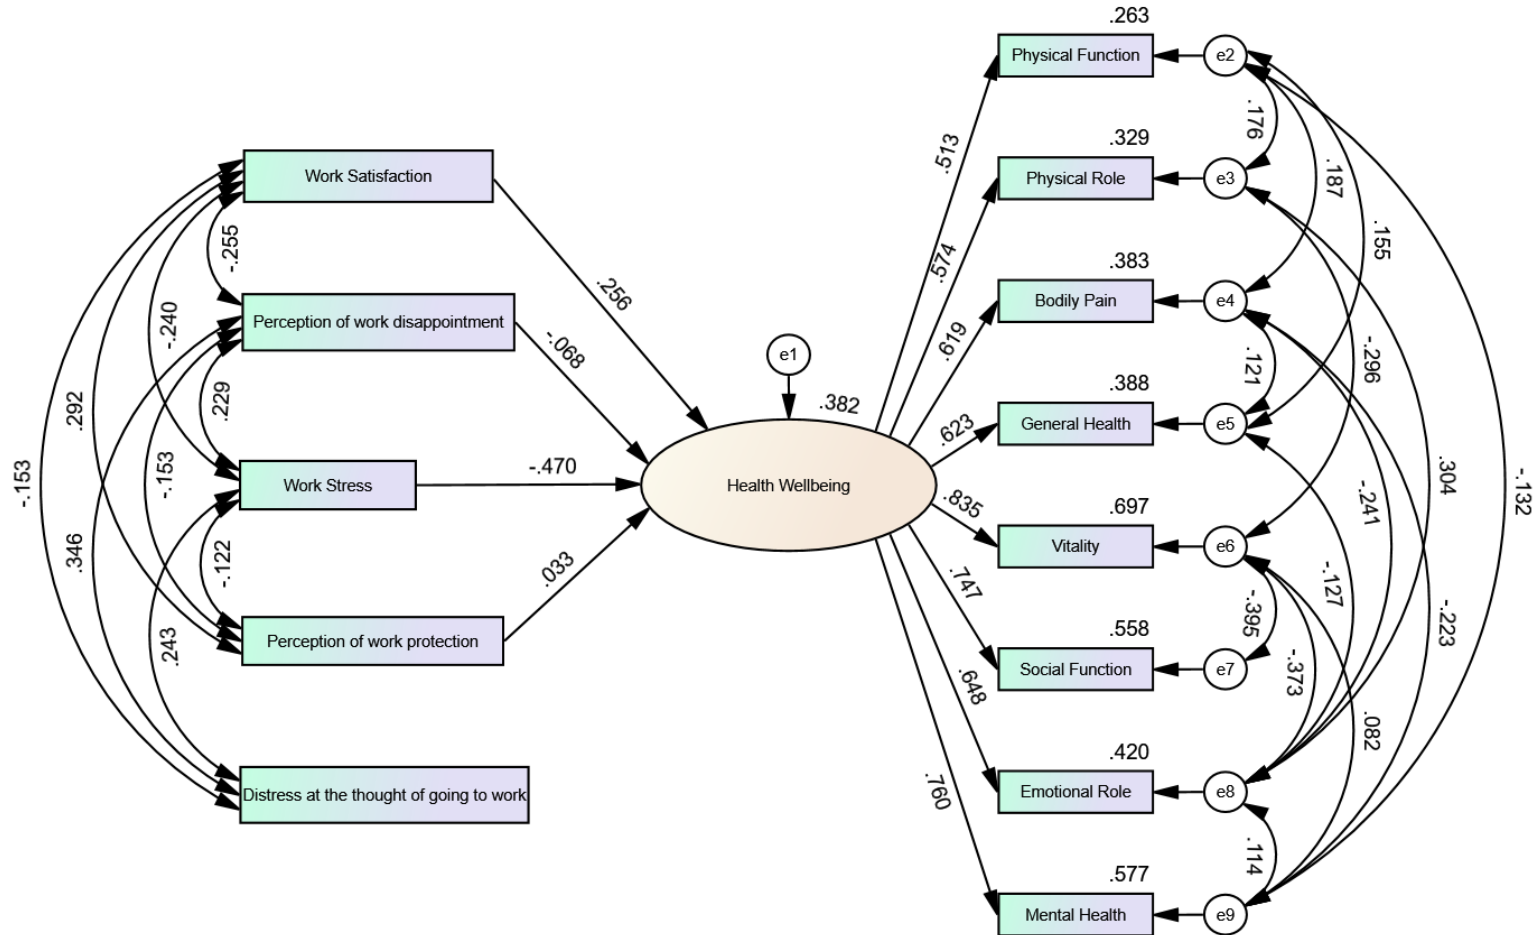 .263
Physical Function
e2
.176
.513
.329
Physical Role
e3
.187
Work Satisfaction
.155
-.255
.574
.383
Bodily Pain
e4
.256
-.240
Perception of work disappointment
-.068
.619
.121
-.296
e1
.292
.229
.382
.388
General Health
e5
.623
-.153
-.153
Work Stress
-.470
Health Wellbeing
.835
.697
Vitality
e6
-.241
.304
-.132
.346
-.122
.033
.747
-.127
-.395
-.223
.243
Perception of work protection
.558
Social Function
e7
-.373
.648
.082
Distress at the thought of going to work
.760
.420
Emotional Role
e8
.114
.577
Mental Health
e9